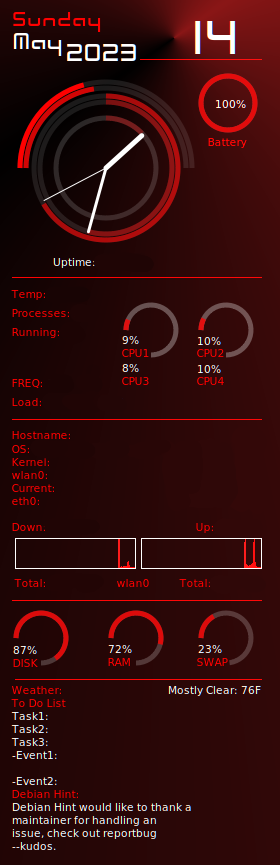 Sunday
14
May 2023
100%
Battery
Uptime:
Temp:
Processes:
Running:
9%
CPU1
10%
CPU2
8%
CPU3
10%
CPU4
FREQ:
Load:
Hostname:
OS:
Kernel:
wlan0:
Current:
eth0:
Down: Up:
Total: wlan0 Total:
87%
DISK
72%
RAM
23%
SWAP
Weather: Mostly Clear: 76F
To Do List
Task1:
Task2:
Task3:
-Event1:
-Event2:
Debian Hint:
Debian Hint would like to thank a
maintainer for handling an
issue, check out reportbug
--kudos.